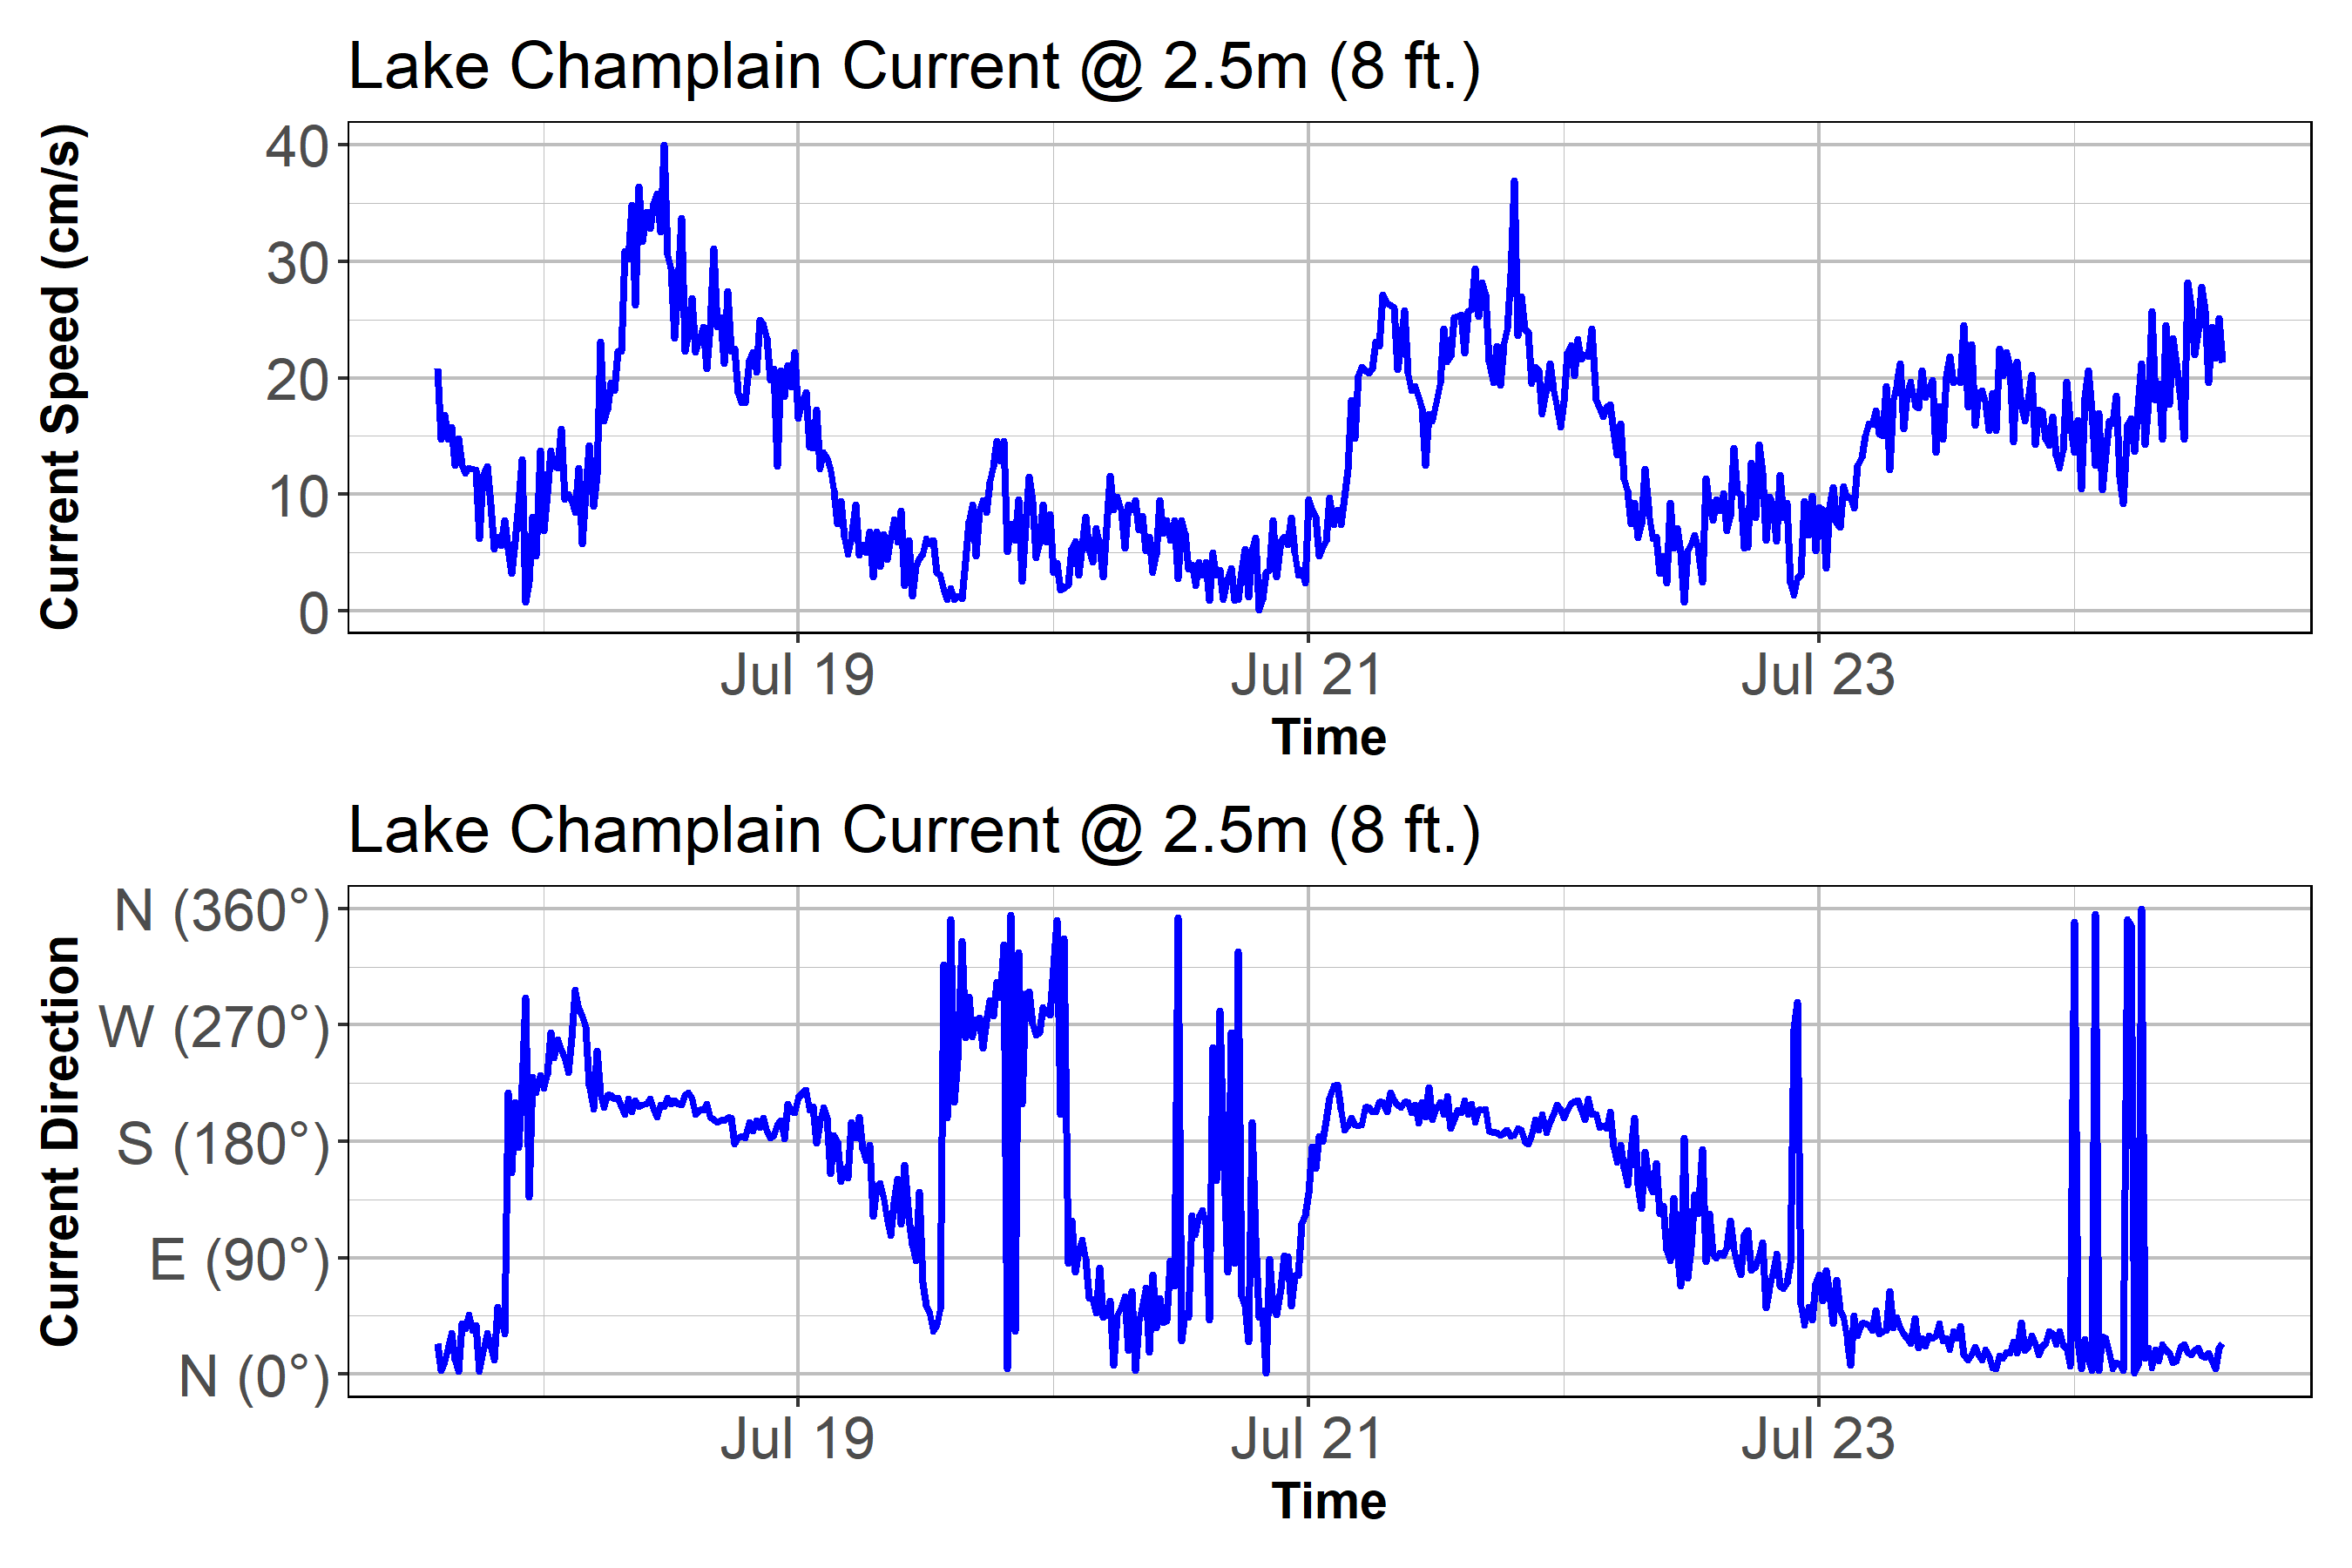 Lake Champlain Current @ 2.5m (8 ft.)
Current Speed (cm/s)
40
30
20
10
0
Jul 19
Jul 21
Jul 23
Time
Lake Champlain Current @ 2.5m (8 ft.)
Current Direction
N (360°)
W (270°)
S (180°)
E (90°)
N (0°)
Jul 19
Jul 21
Jul 23
Time